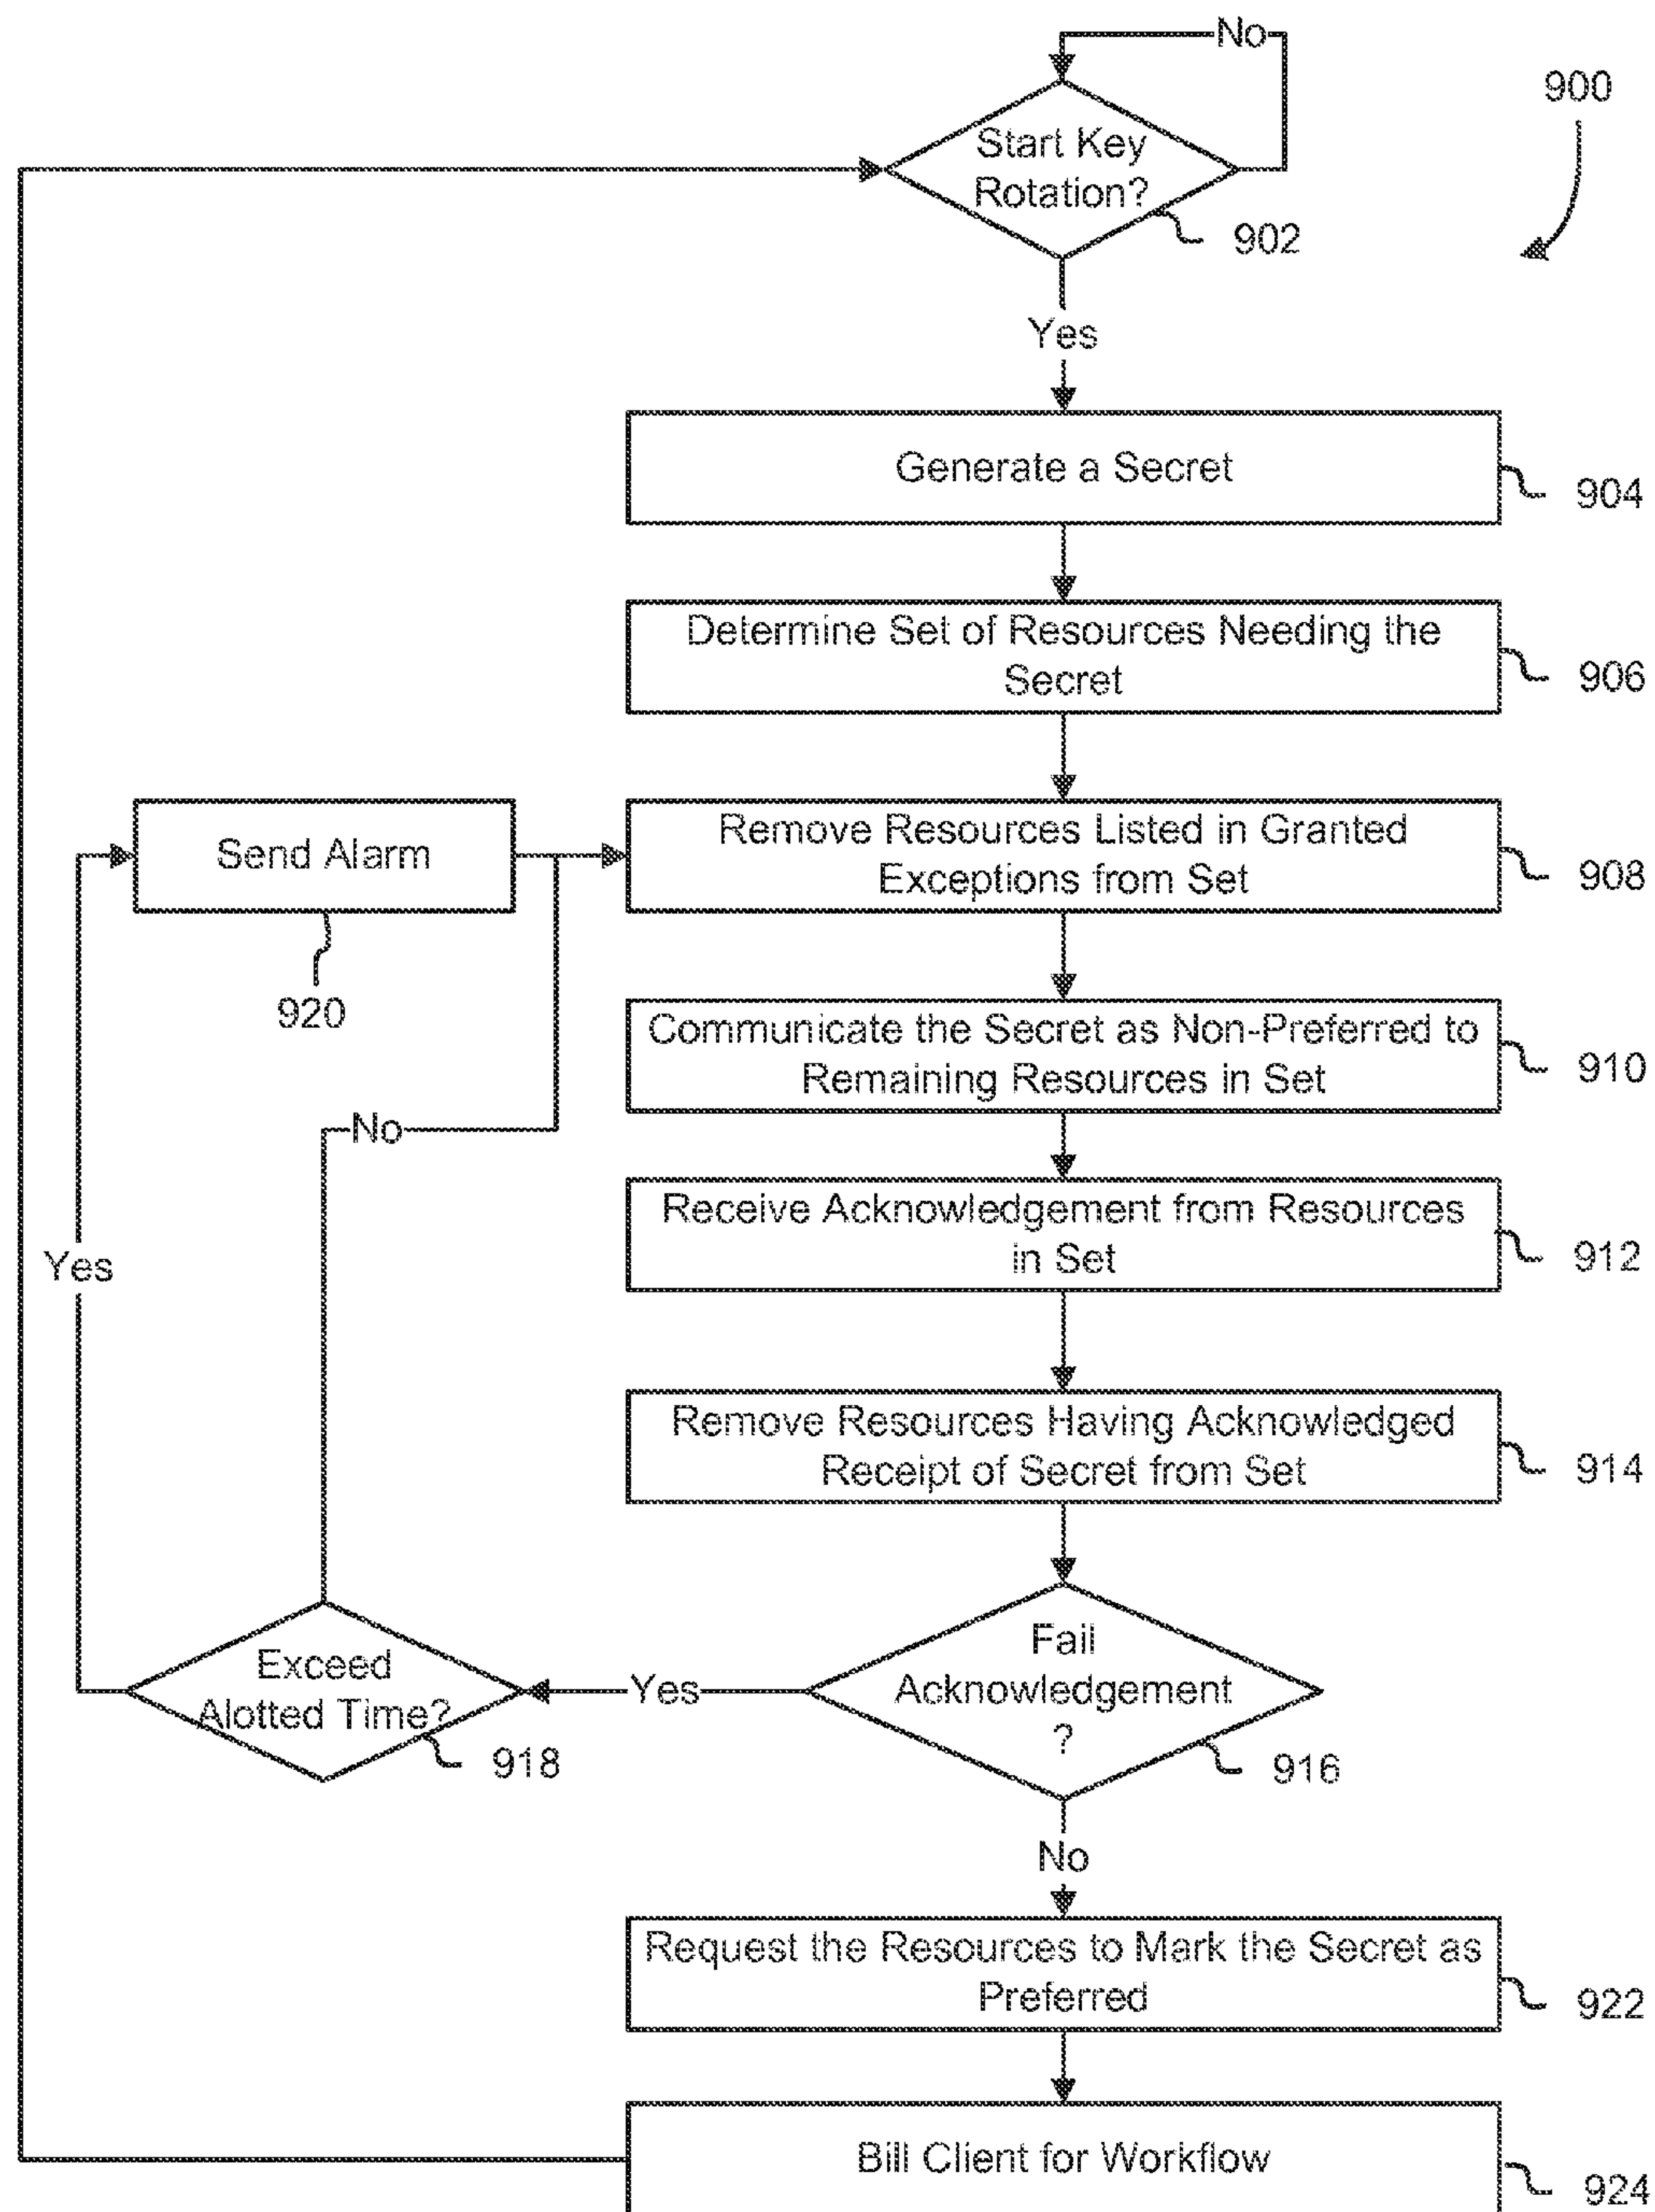 No
900
Start Key
Rotation?
902
Yes
Generate a Secret
904
Determine Set of Resources Needing the
Secret
906
Send Alarm
920
Remove Resources Listed in Granted
Exceptions from Set
908
Communicate the Secret as Non-Preferred to
Remaining Resources in Set
910
No
Receive Acknowledgement from Resources
in Set
912
Yes
Remove Resources Having Acknowledged
Receipt of Secret from Set
914
Exceed
Alotted Time?
918
Yes
Fail
Acknowledgement
?
916
No
Request the Resources to Mark the Secret as
Preferred
922
Bill Client for Workflow
924